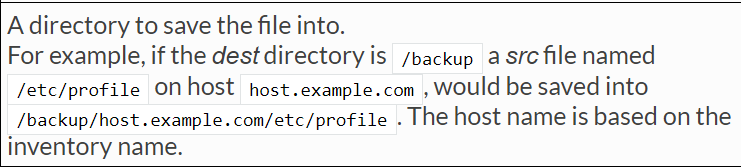 A directory to save the file into.
For example, if the dest directory is /backup a src file named
/etc/profile on host host.example.com, would be saved into
/backup/host.example.com/etc/profile. The host name is based on the
inventory name.